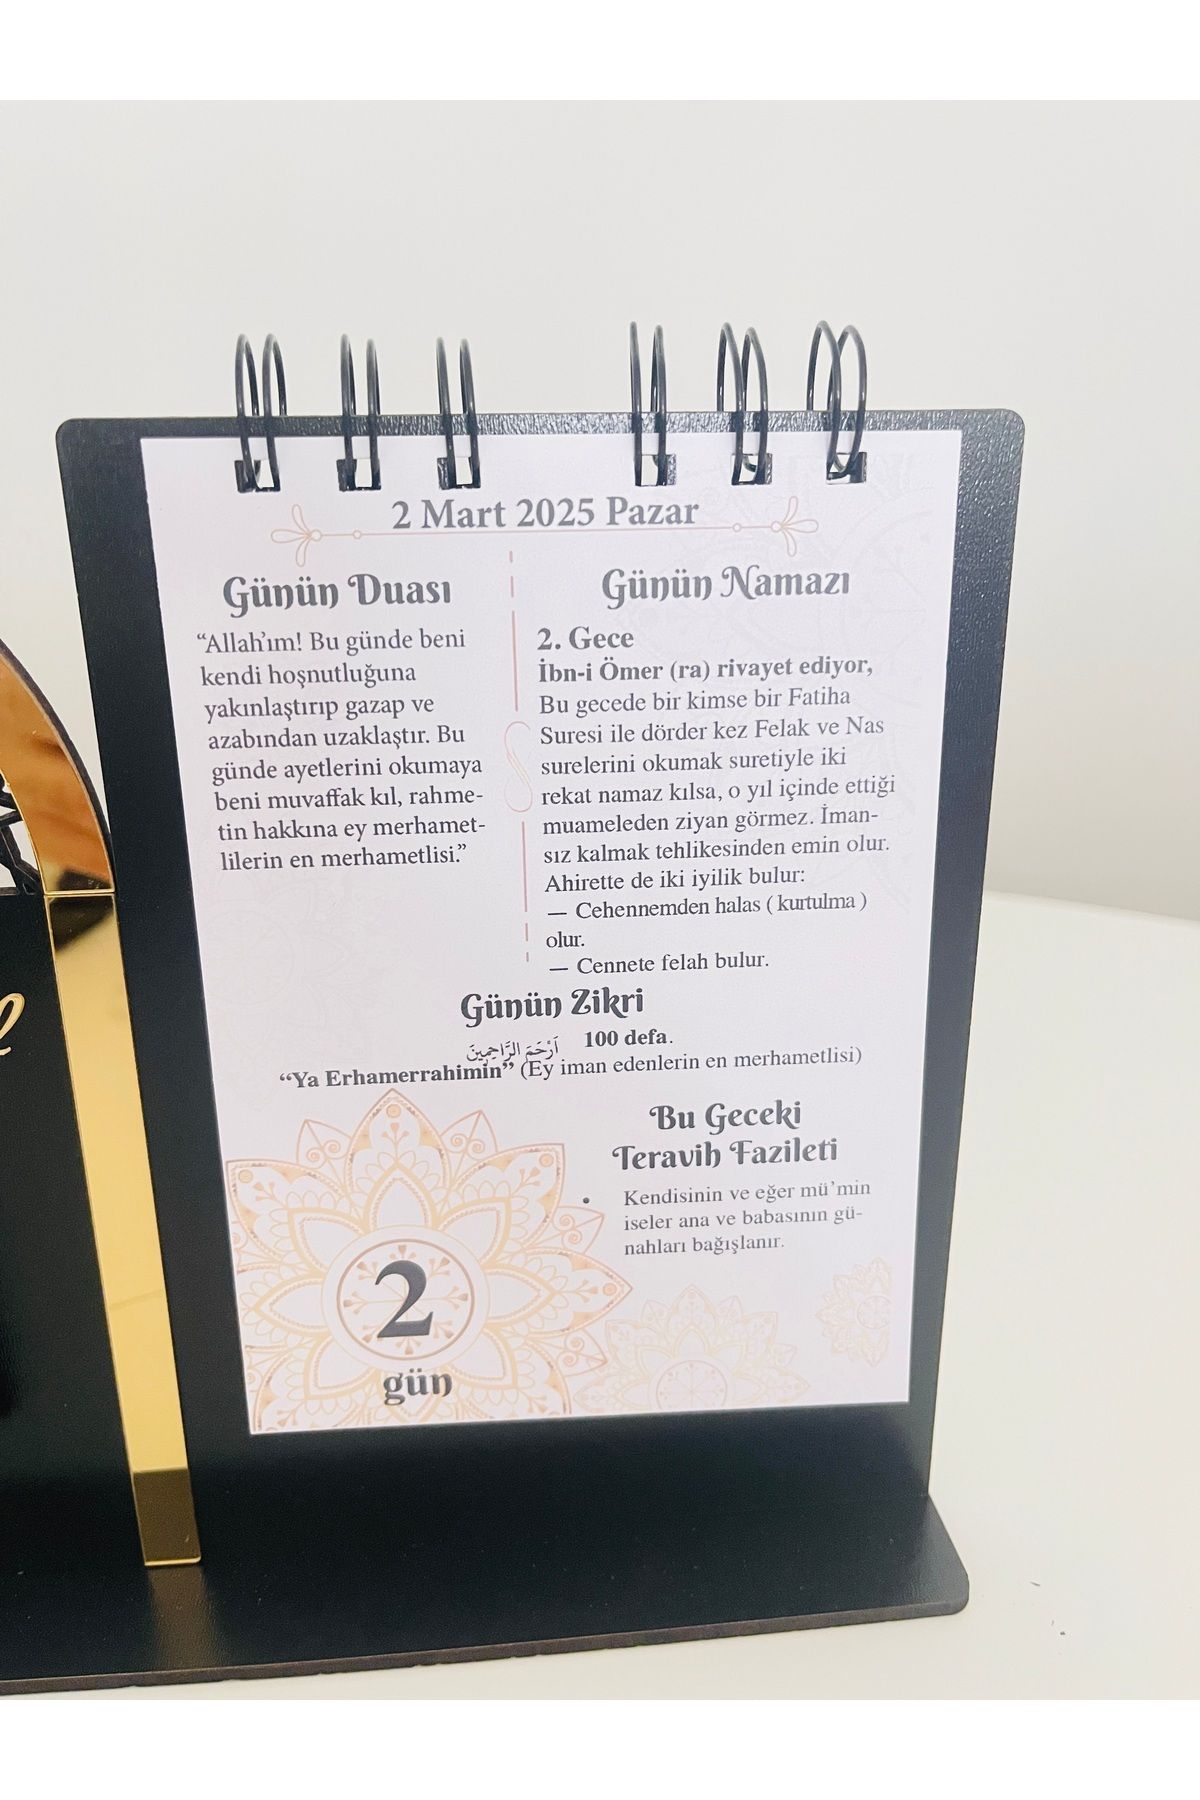 2 Mart 2025 Pazar
Günün Duası
“Allah’ım! Bu günde beni
kendi hoşnutluğuna
yakınlaştırıp gazap ve
azabından uzaklaştır. Bu
günde ayetlerini okumaya
beni muvaffak kıl, rahme-
tin hakkına ey merhamet-
lilerin en merhametlisi.”
Günün Namazı
2. Gece
İbn-i Ömer (ra) rivayet ediyor,
Bu gecede bir kimse bir Fatiha
Suresi ile dörder kez Felak ve Nas
surelerini okumak suretiyle iki
rekat namaz kılsa, o yıl içinde ettiği
muameleden ziyan görmez. İman-
sız kalmak tehlikesinden emin olur.
Ahirette de iki iyilik bulur:
— Cehennemden halas ( kurtulma )
olur.
— Cennete felah bulur.
Günün Zikri
اَرْحَمَ الرَّاحِمِينَ 100 defa.
“Ya Erhamerrahimin” (Ey iman edenlerin en merhametlisi)
Bu Geceki
Teravih Fazileti
• Kendisinin ve eğer mü’min
iseler ana ve babasının gü-
nahları bağışlanır.
2
gün